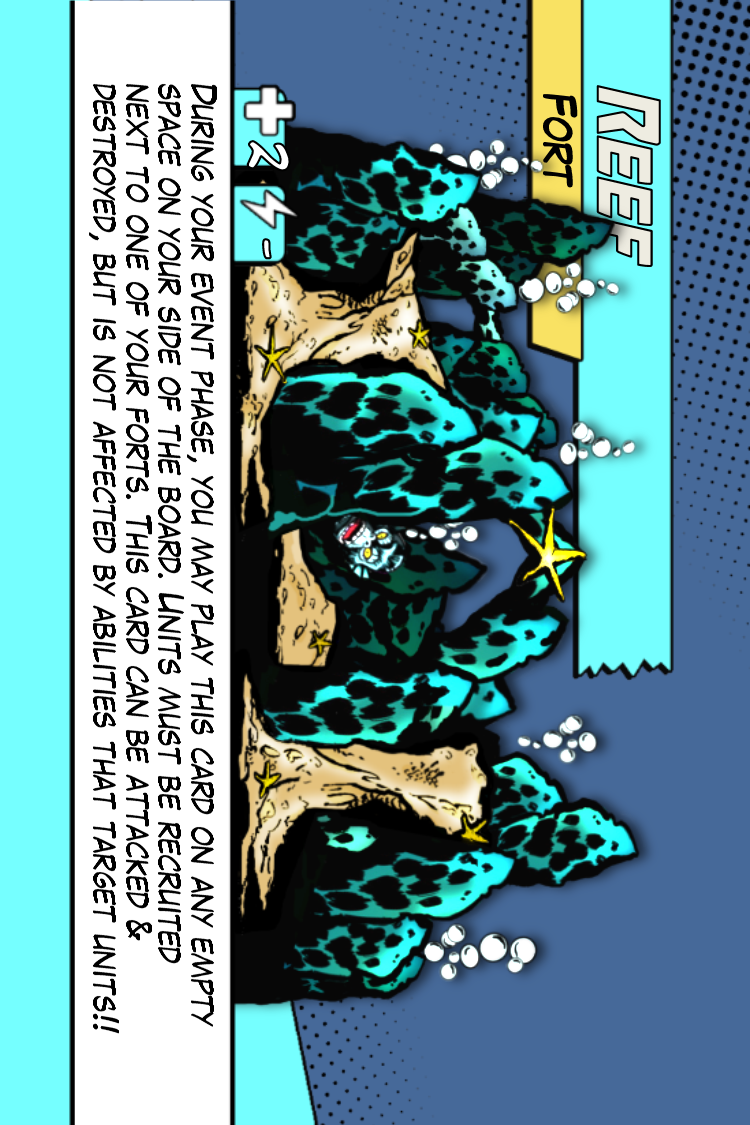 REEF
FORT
2 -
DURING YOUR EVENT PHASE, YOU MAY PLAY THIS CARD ON ANY EMPTY
SPACE ON YOUR SIDE OF THE BOARD. UNITS MUST BE RECRUITED
NEXT TO ONE OF YOUR FORTS. THIS CARD CAN BE ATTACKED &
DESTROYED, BUT IS NOT AFFECTED BY ABILITIES THAT TARGET UNITS!!